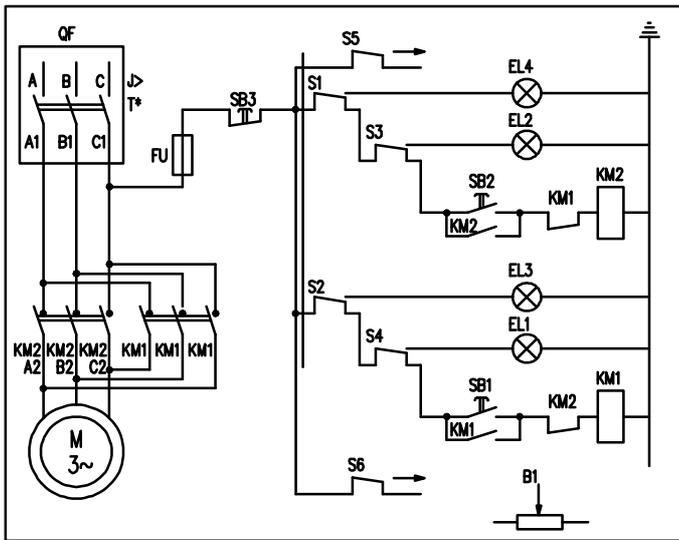 QF
S5
A B C J>
T*
EL4
SB3
S1
A1 B1 C1
EL2
S3
FU
SB2
KM1
KM2
KM2
EL3
S2
EL1
KM2 KM2 KM2 KM1 KM1 KM1
S4
A2 B2 C2
SB1
KM2
KM1
KM1
M
3~
S6
B1